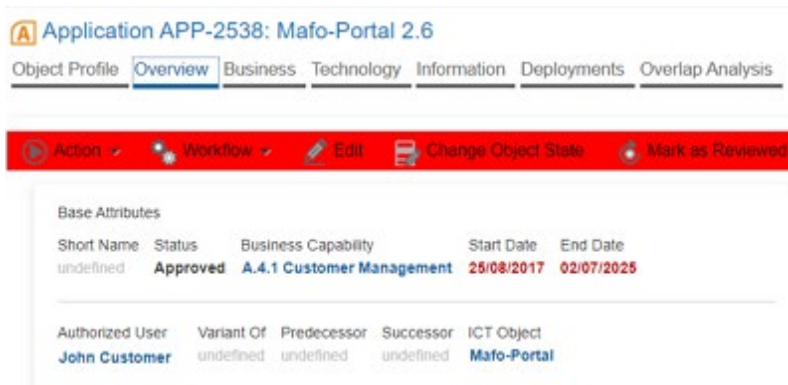 Application APP-2538: Mafo-Portal 2.6
Object Profile Overview Business Technology Information Deployments Overlap Analysis
Action Workflow Edit Change Object State Mark as Reviewed
Base Attributes
Short Name Status Business Capability Start Date End Date
undefined Approved A.4.1 Customer Management 25/08/2017 02/07/2025
Authorized User Variant Of Predecessor Successor ICT Object
John Customer undefined undefined undefined Mafo-Portal